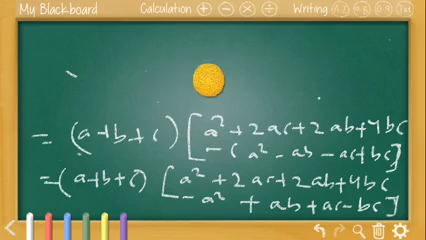 My Blackboard Calculation + − × ÷ Writing
= (a+b+c) [a² + 2ac + 2ab + 4bc
− (a² − ab − ac + bc]
= (a+b+c) [a² + 2ac + 2ab + 4bc
− a² + ab + ac − bc]